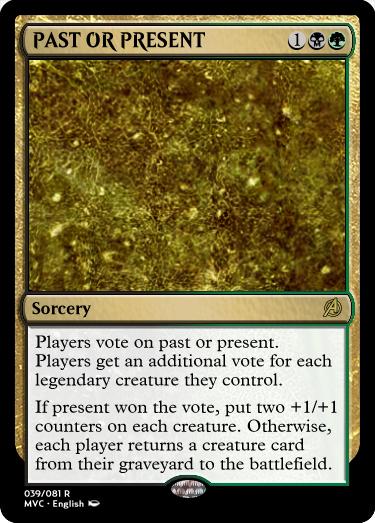 PAST OR PRESENT
1
Sorcery
Players vote on past or present.
Players get an additional vote for each
legendary creature they control.
If present won the vote, put two +1/+1
counters on each creature. Otherwise,
each player returns a creature card
from their graveyard to the battlefield.
039/081 R
MVC • English